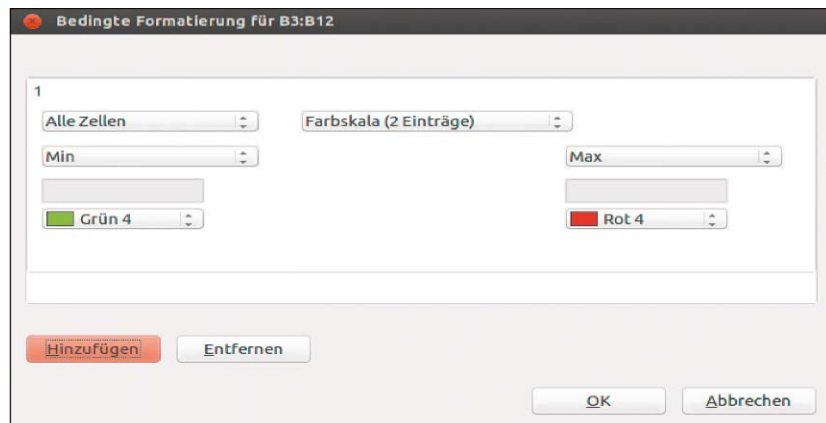 Bedingte Formatierung für B3:B12
1
Alle Zellen Farbskala (2 Einträge)
Min Max
Grün 4 Rot 4
Hinzufügen Entfernen
OK Abbrechen